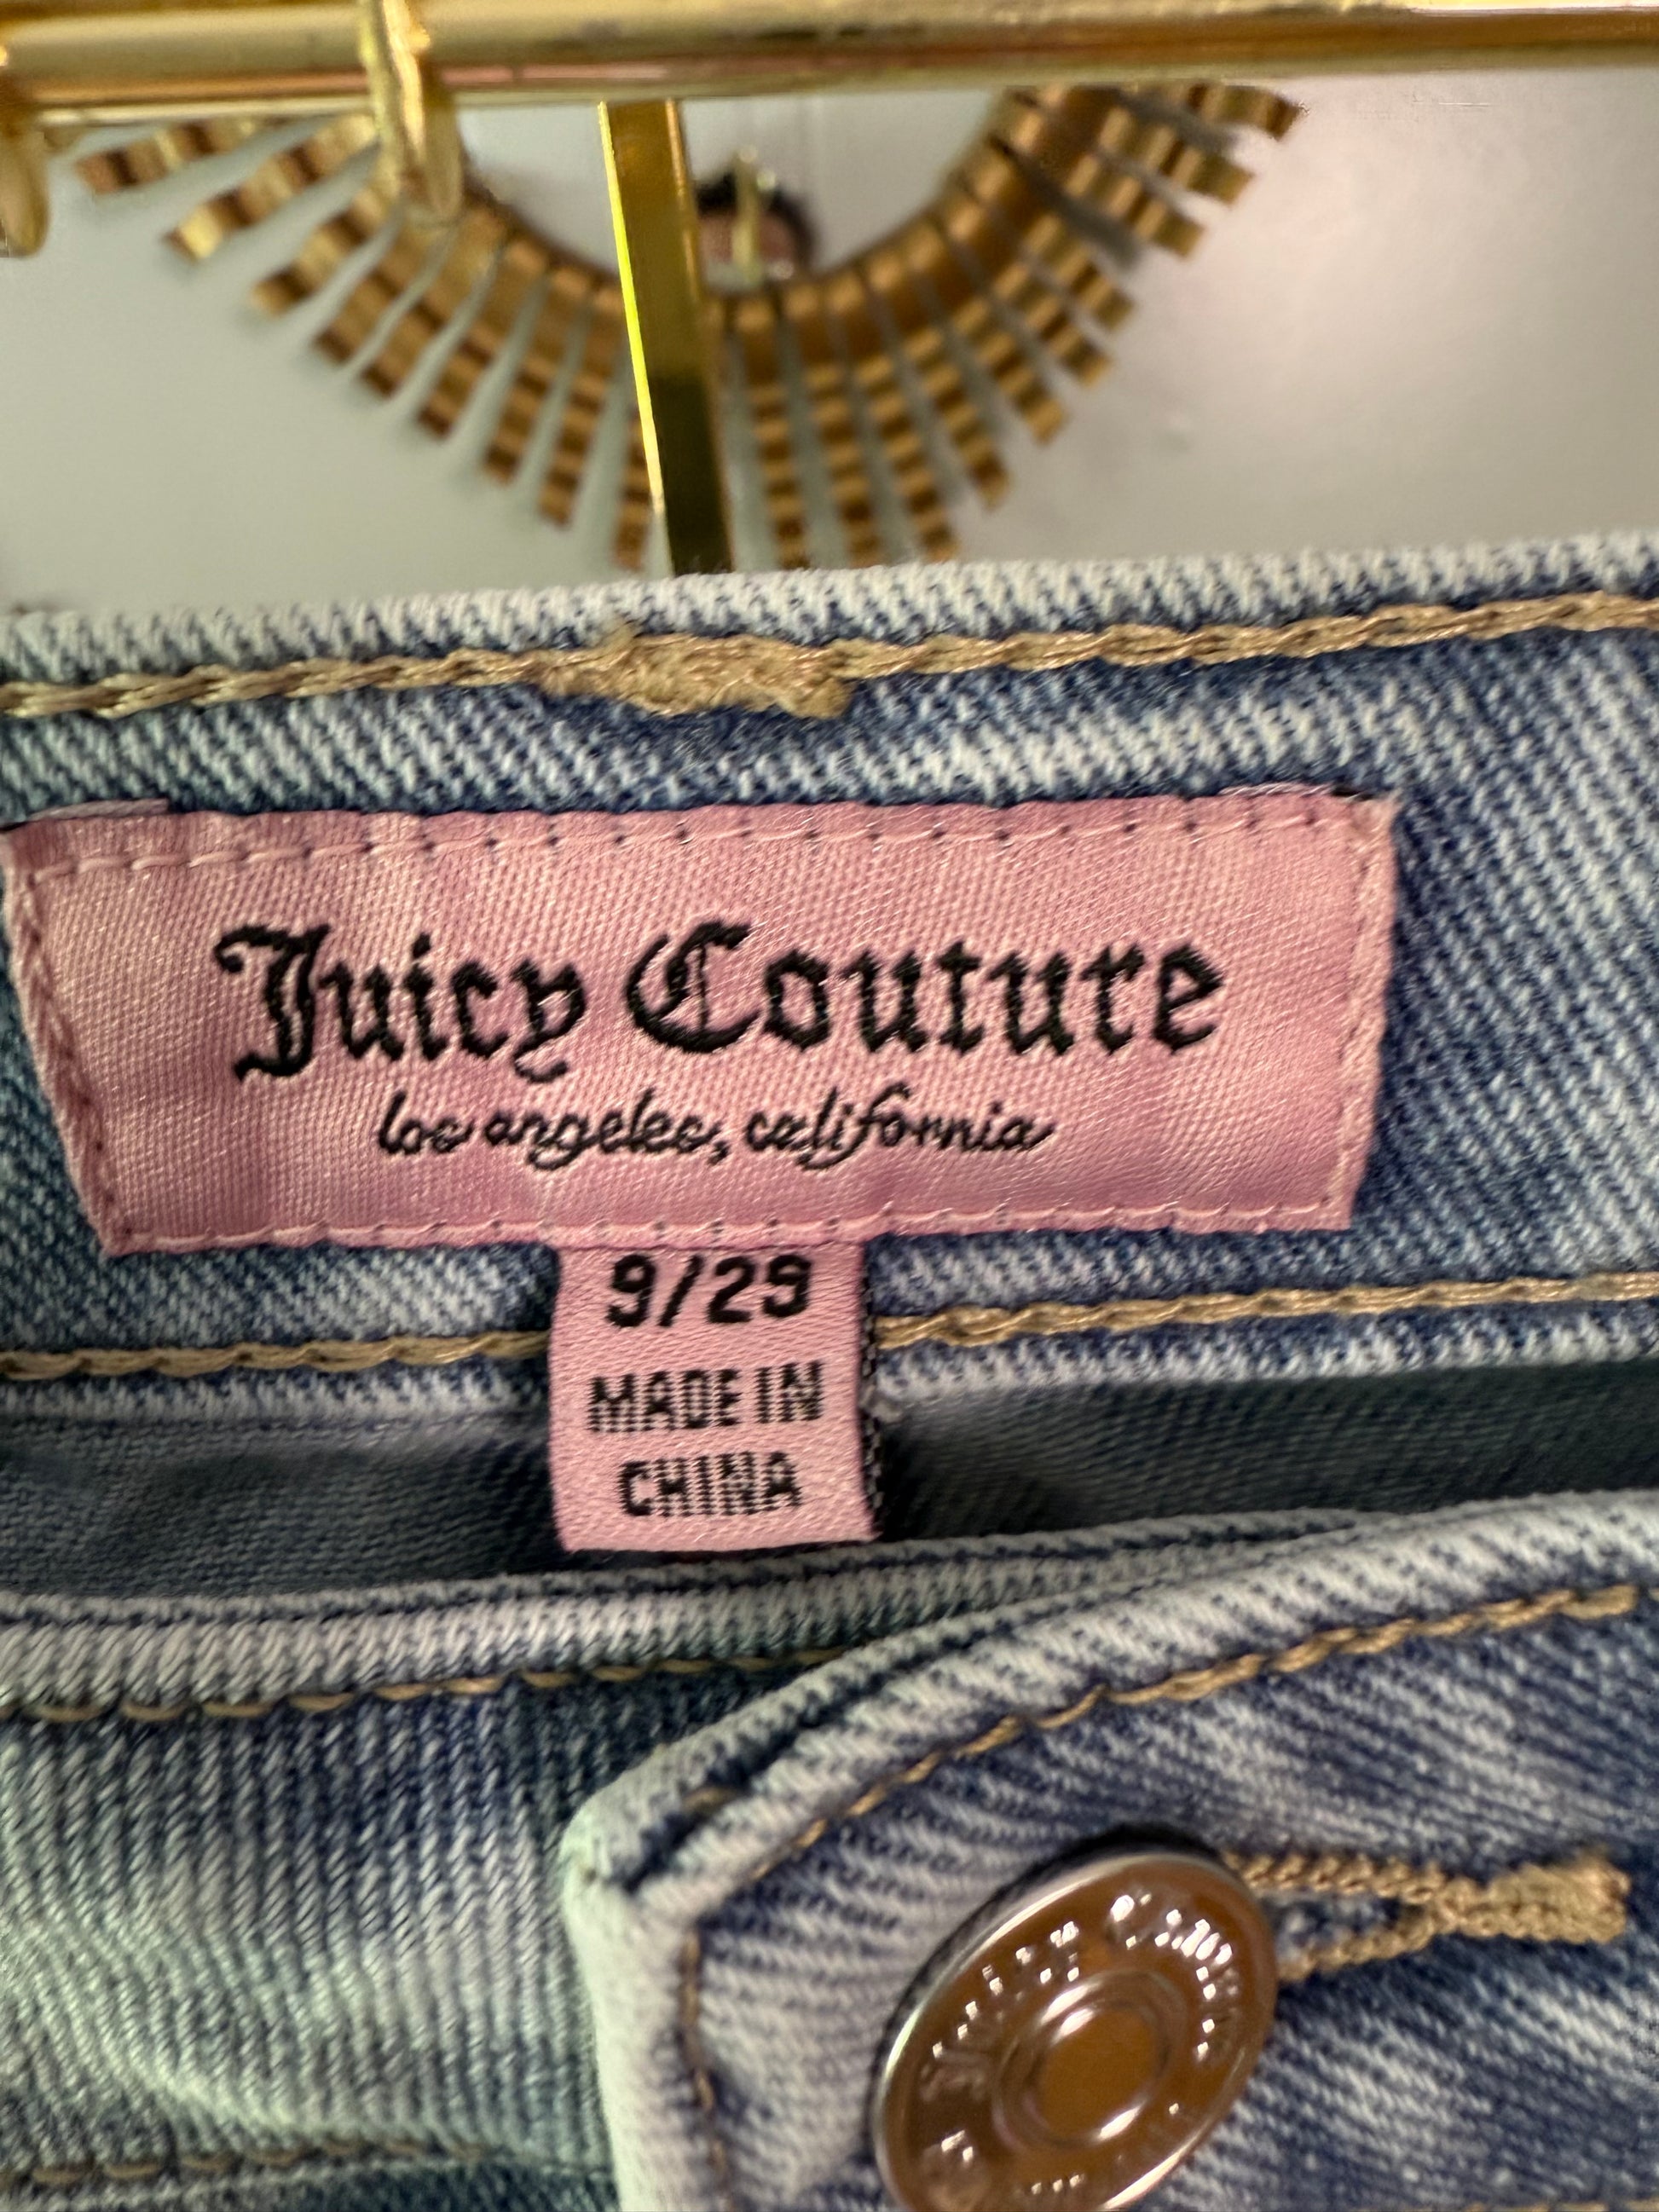 Juicy Couture
los angeles, california
9/29
MADE IN
CHINA